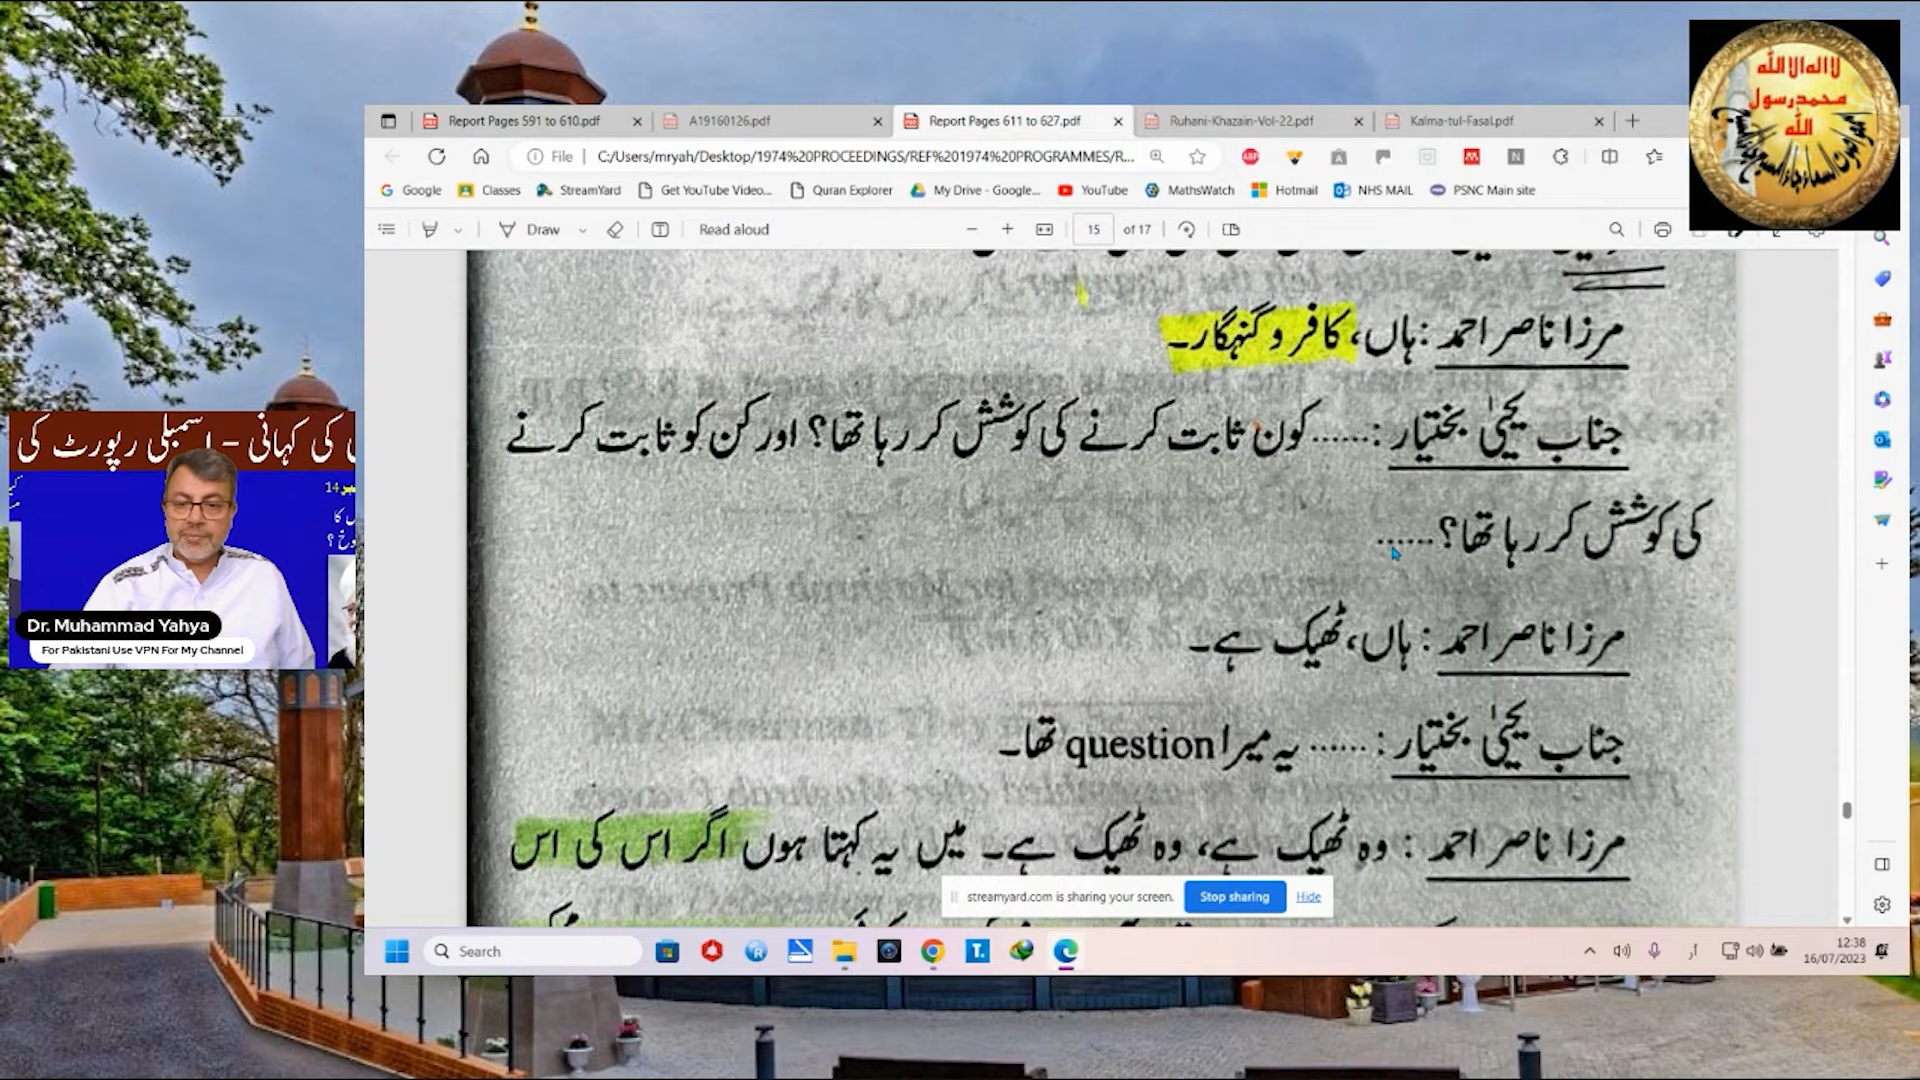 Report Pages 591 to 610.pdf
A19160126.pdf
Report Pages 611 to 627.pdf
Ruhani-Khazain-Vol-22.pdf
Kalma-tul-Fasal.pdf
File
C:/Users/mryah/Desktop/1974%20PROCEEDINGS/REF%201974%20PROGRAMMES/R...
Google
Classes
StreamYard
Get YouTube Video...
Quran Explorer
My Drive - Google...
YouTube
MathsWatch
Hotmail
NHS MAIL
PSNC Main site
Draw
Read aloud
15 of 17
لا اله الا الله
محمد رسول
الله
مرزا ناصر احمد : ہاں، کافر و گنہگار۔
جناب یحییٰ بختیار : ...... کون ثابت کرنے کی کوشش کر رہا تھا؟ اور کن کو ثابت کرنے
کی کوشش کر رہا تھا؟ ......
مرزا ناصر احمد : ہاں، ٹھیک ہے۔
جناب یحییٰ بختیار : ...... یہ میرا question تھا۔
مرزا ناصر احمد : وہ ٹھیک ہے، وہ ٹھیک ہے۔ میں یہ کہتا ہوں اگر اس کی اس
کی کہانی - اسمبلی رپورٹ کی
14
Dr. Muhammad Yahya
For Pakistani Use VPN For My Channel
streamyard.com is sharing your screen.
Stop sharing
Hide
Search
12:38
16/07/2023